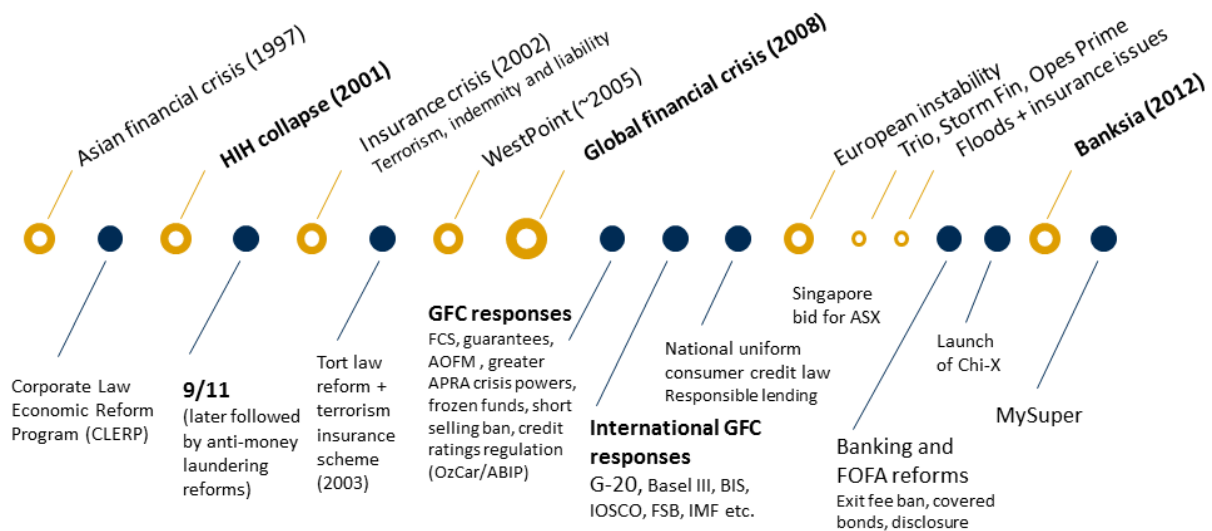 Asian financial crisis (1997)
HIH collapse (2001)
Insurance crisis (2002)
Terrorism, indemnity and liability
WestPoint (~2005)
Global financial crisis (2008)
European instability
Trio, Storm Fin, Opes Prime
Floods + insurance issues
Banksia (2012)
Corporate Law
Economic Reform
Program (CLERP)
9/11
(later followed
by anti-money
laundering
reforms)
Tort law
reform +
terrorism
insurance
scheme
(2003)
GFC responses
FCS, guarantees,
AOFM , greater
APRA crisis powers,
frozen funds, short
selling ban, credit
ratings regulation
(OzCar/ABIP)
International GFC
responses
G-20, Basel III, BIS,
IOSCO, FSB, IMF etc.
National uniform
consumer credit law
Responsible lending
Singapore
bid for ASX
Banking and
FOFA reforms
Exit fee ban, covered
bonds, disclosure
Launch
of Chi-X
MySuper